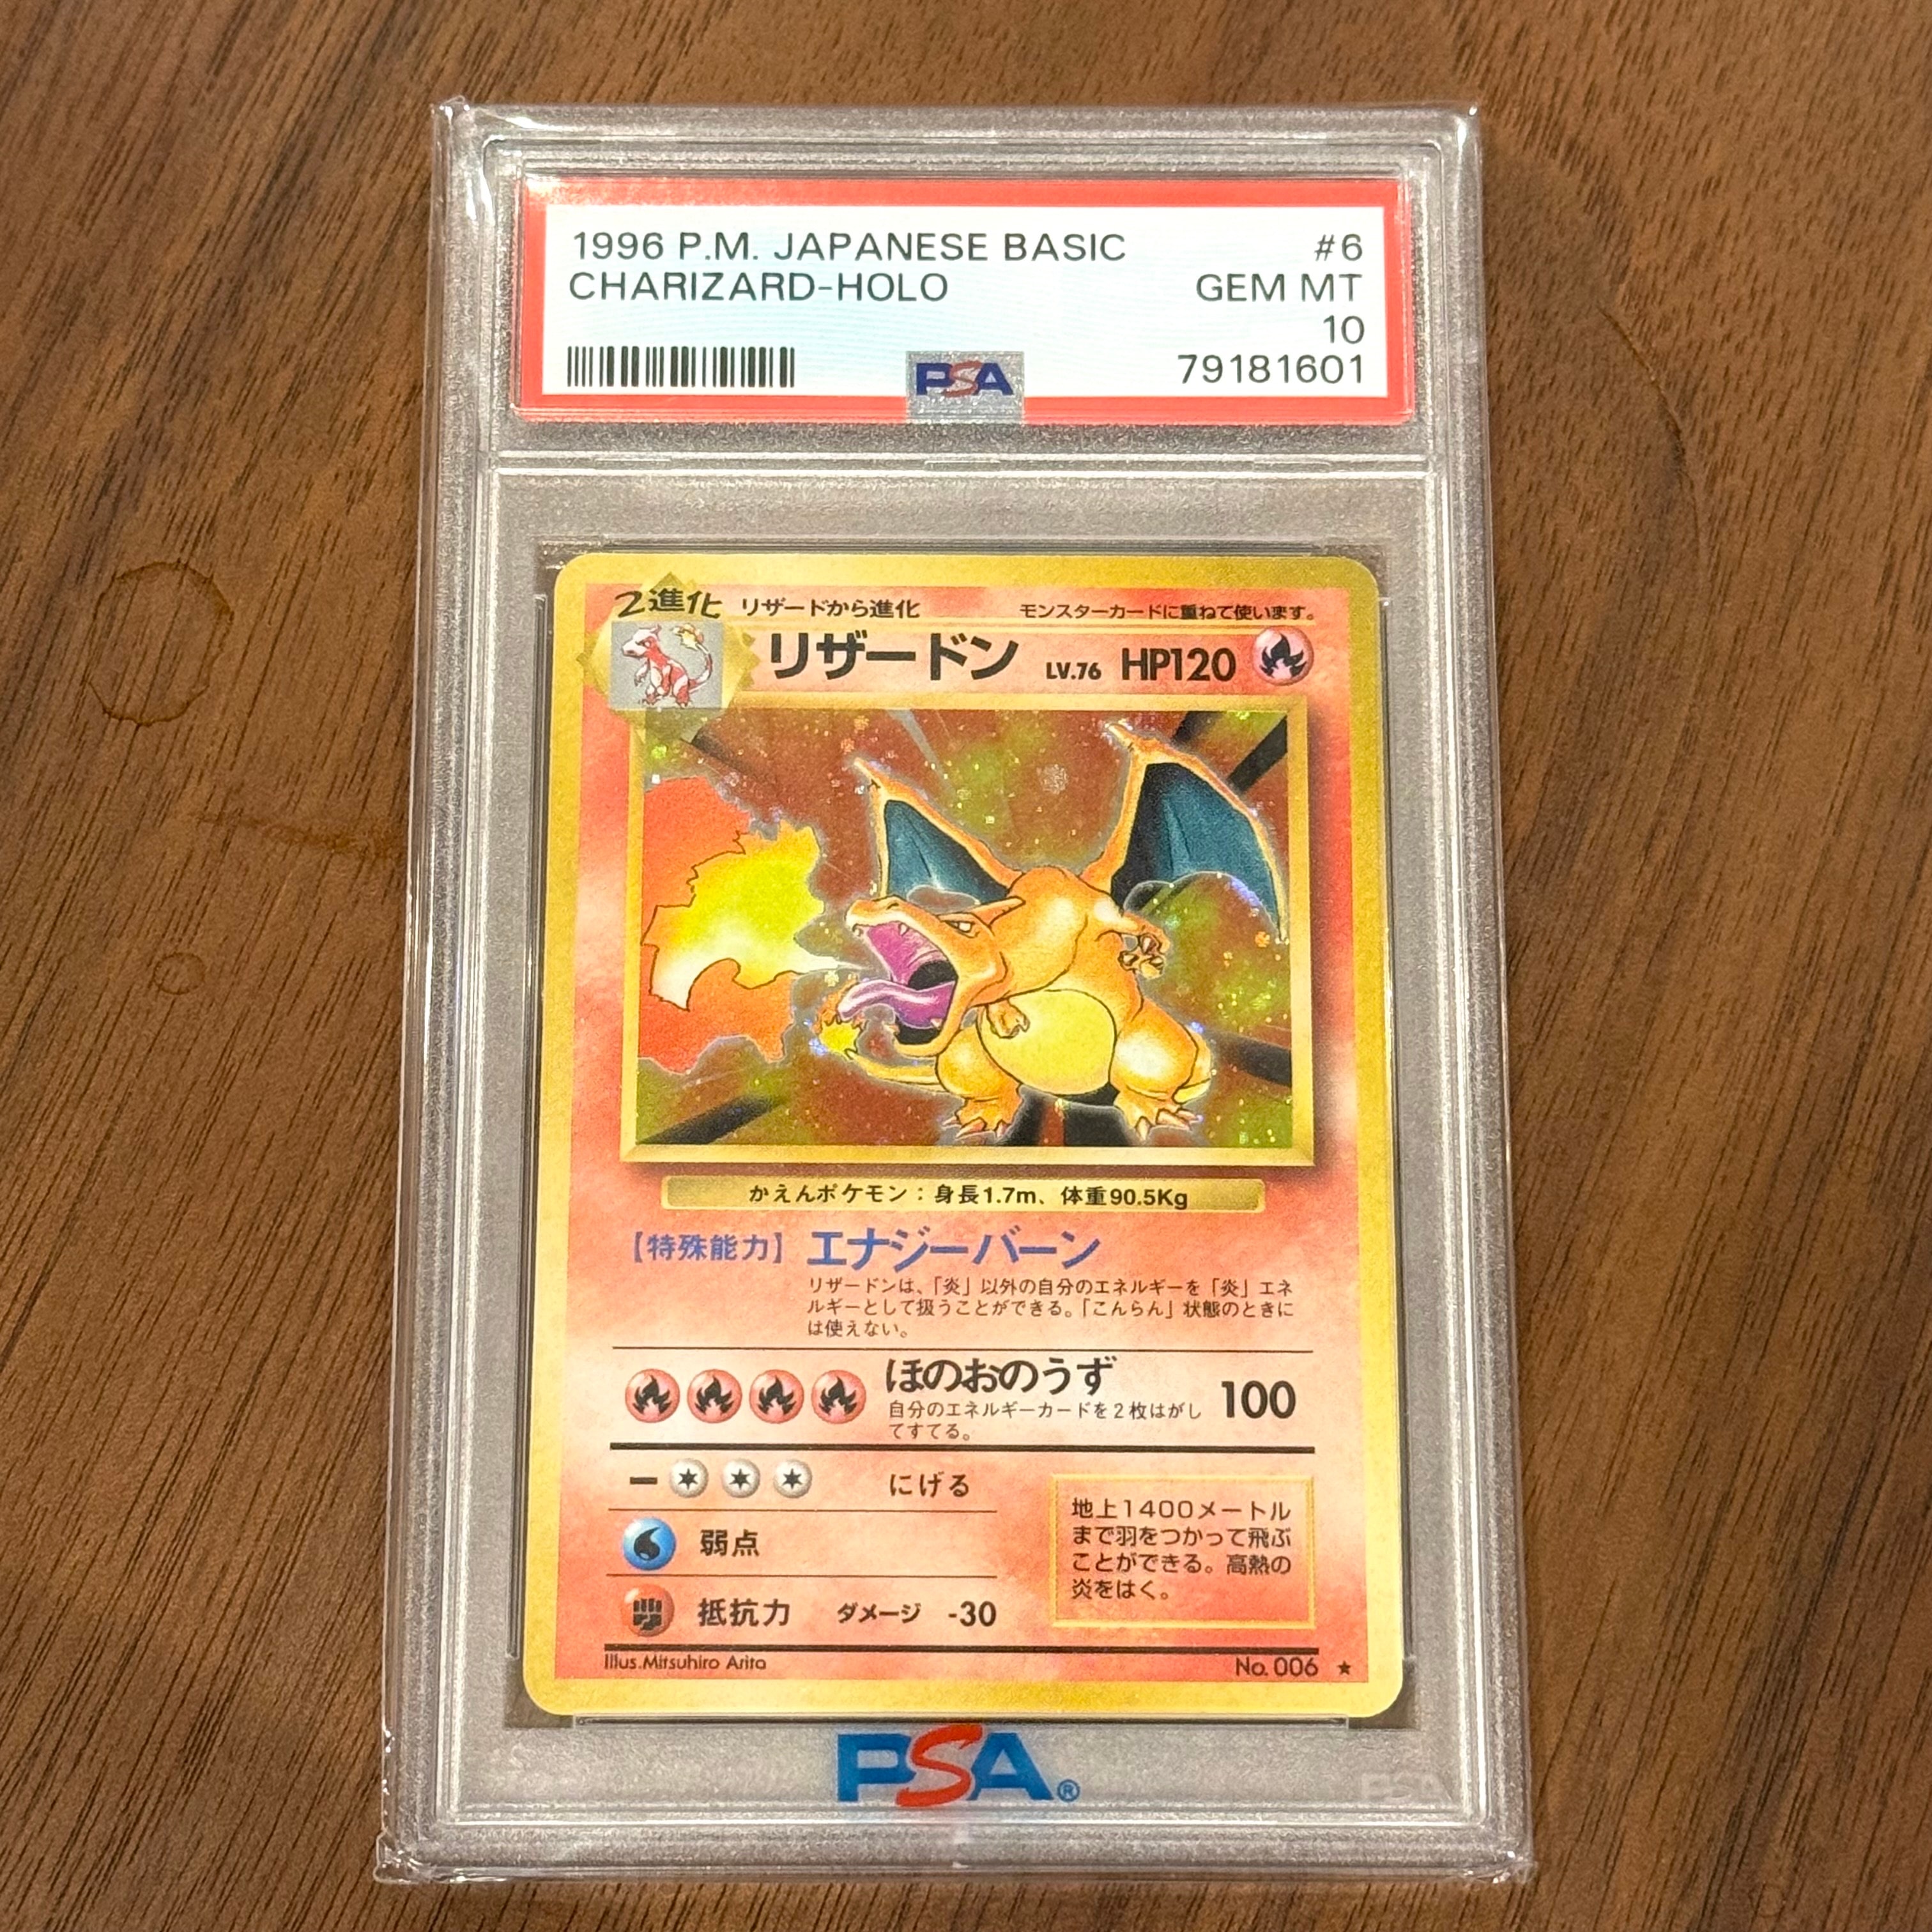 1996 P.M. JAPANESE BASIC #6
CHARIZARD-HOLO GEM MT
10
PSA 79181601
2進化 リザードから進化 モンスターカードに重ねて使います。
リザードン LV.76 HP120
かえんポケモン：身長1.7m、体重90.5Kg
【特殊能力】 エナジーバーン
リザードンは、「炎」以外の自分のエネルギーを「炎」エネ
ルギーとして扱うことができる。「こんらん」状態のときに
は使えない。
ほのおのうず 100
自分のエネルギーカードを2枚はがし
てすてる。
ー にげる
弱点
抵抗力 ダメージ -30
地上1400メートル
まで羽をつかって飛ぶ
ことができる。高熱の
炎をはく。
Illus.Mitsuhiro Arita No.006 ★
PSA®
PSA